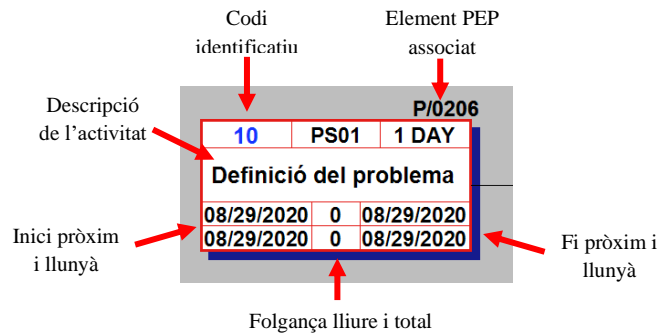 Codi
identificatiu
Element PEP
associat
P/0206
Descripció
de l'activitat
10 PS01 1 DAY
Definició del problema
08/29/2020 0 08/29/2020
08/29/2020 0 08/29/2020
Inici pròxim
i llunyà
Fi pròxim i
llunyà
Folgança lliure i total